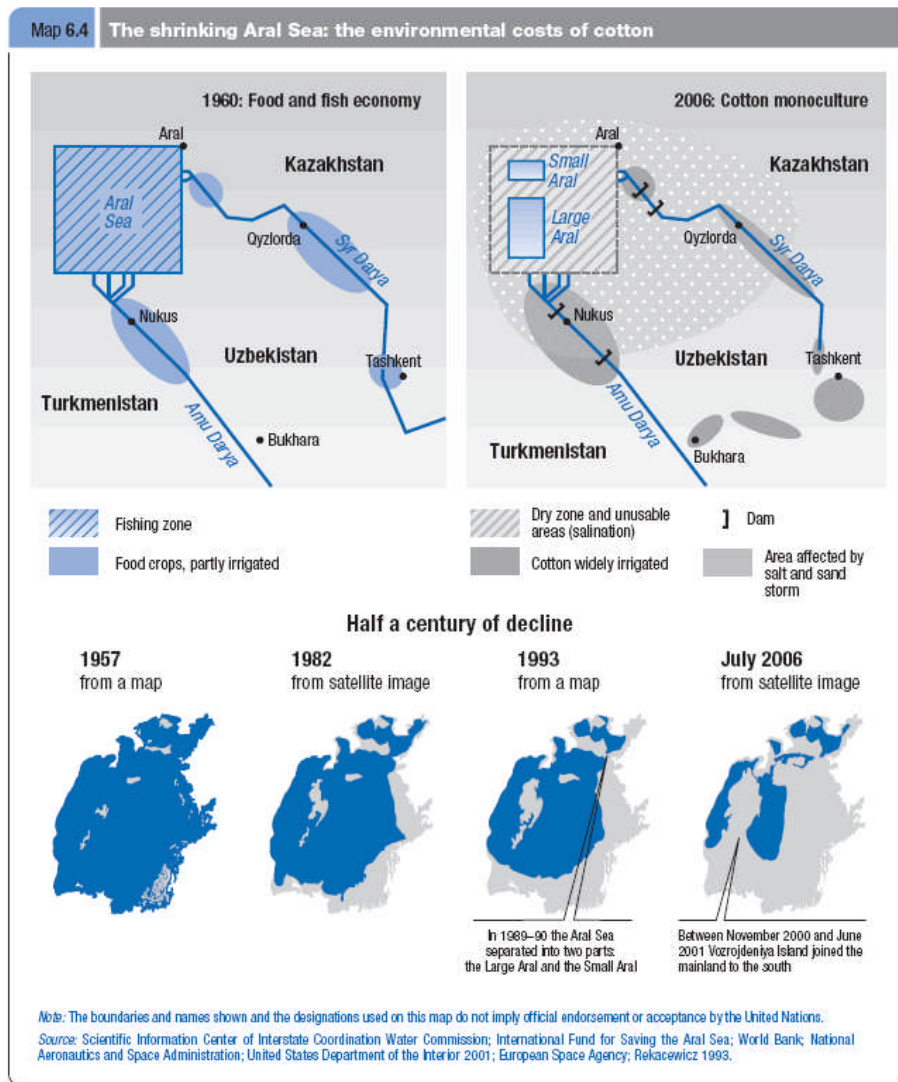 Map 6.4 The shrinking Aral Sea: the environmental costs of cotton
1960: Food and fish economy
Aral
Kazakhstan
Aral
Sea
Qyzlorda
Syr Darya
Nukus
Uzbekistan
Tashkent
Turkmenistan
Amu Darya
Bukhara
2006: Cotton monoculture
Aral
Kazakhstan
Small
Aral
Large
Aral
Qyzlorda
Syr Darya
Nukus
Uzbekistan
Tashkent
Amu Darya
Turkmenistan
Bukhara
Fishing zone
Food crops, partly irrigated
Dry zone and unusable
areas (salination)
Cotton widely irrigated
Dam
Area affected by
salt and sand
storm
Half a century of decline
1957
from a map
1982
from satellite image
1993
from a map
July 2006
from satellite image
In 1989–90 the Aral Sea
separated into two parts:
the Large Aral and the Small Aral
Between November 2000 and June
2001 Vozrojdeniya Island joined the
mainland to the south
Note: The boundaries and names shown and the designations used on this map do not imply official endorsement or acceptance by the United Nations.
Source: Scientific Information Center of Interstate Coordination Water Commission; International Fund for Saving the Aral Sea; World Bank; National
Aeronautics and Space Administration; United States Department of the Interior 2001; European Space Agency; Rekacewicz 1993.